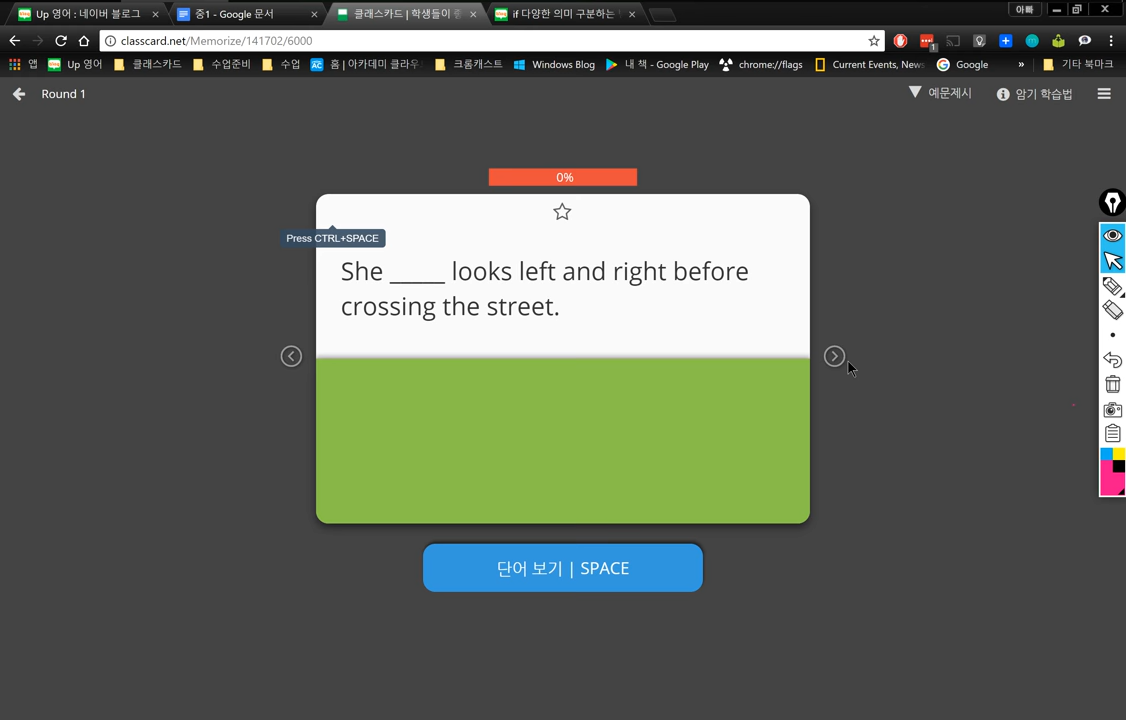 Up 영어 : 네이버 블로그
중1 - Google 문서
클래스카드 | 학생들이
if 다양한 의미 구분하는
아빠
classcard.net/Memorize/141702/6000
1
앱
Up 영어
클래스카드
수업준비
수업
홈 | 아카데미 클라우
크롬캐스트
Windows Blog
내 책 - Google Play
chrome://flags
Current Events, News
Google
»
기타 북마크
Round 1
예문제시
암기 학습법
0%
Press CTRL+SPACE
She _____ looks left and right before
crossing the street.
단어 보기 | SPACE